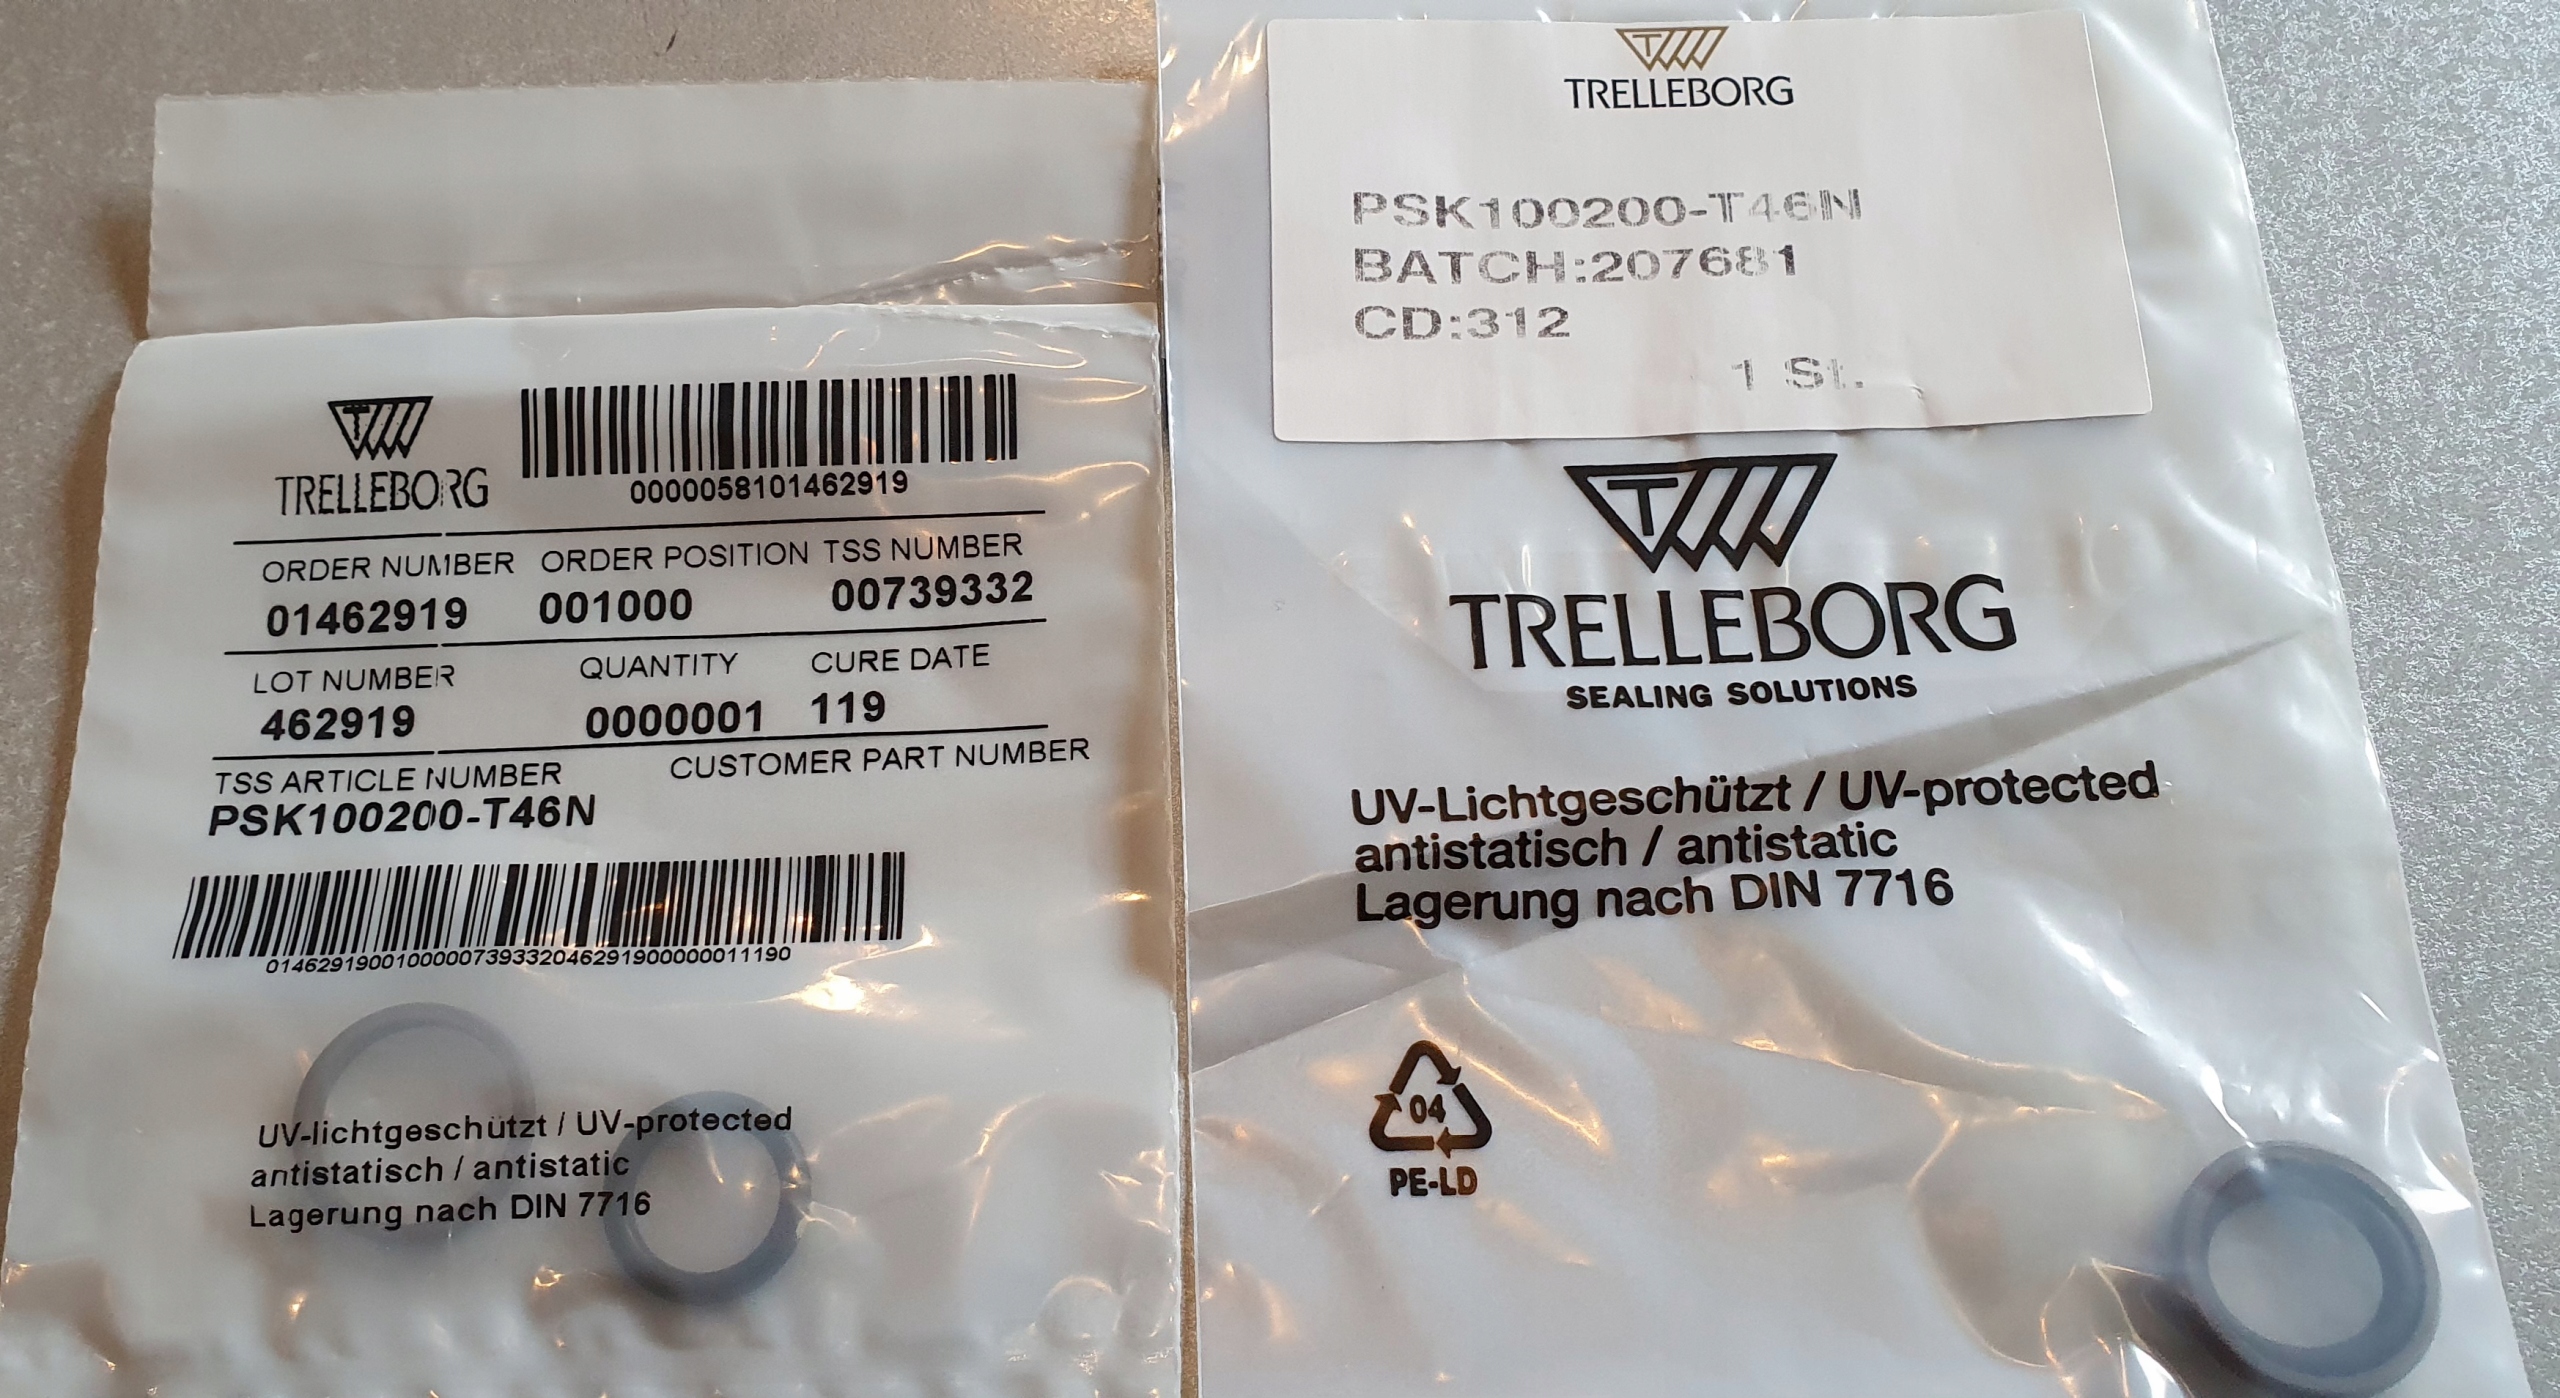 TRELLEBORG
0000058101462919
ORDER NUMBER ORDER POSITION TSS NUMBER
01462919 001000 00739332
LOT NUMBER QUANTITY CURE DATE
462919 0000001 119
TSS ARTICLE NUMBER CUSTOMER PART NUMBER
PSK100200-T46N
014629190010000073933204629190000001190
UV-lichtgeschützt / UV-protected
antistatisch / antistatic
Lagerung nach DIN 7716
T
TRELLEBORG
PSK100200-T46N
BATCH:207681
CD:312
1 St.
T
TRELLEBORG
SEALING SOLUTIONS
UV-Lichtgeschützt / UV-protected
antistatisch / antistatic
Lagerung nach DIN 7716
04
PE-LD